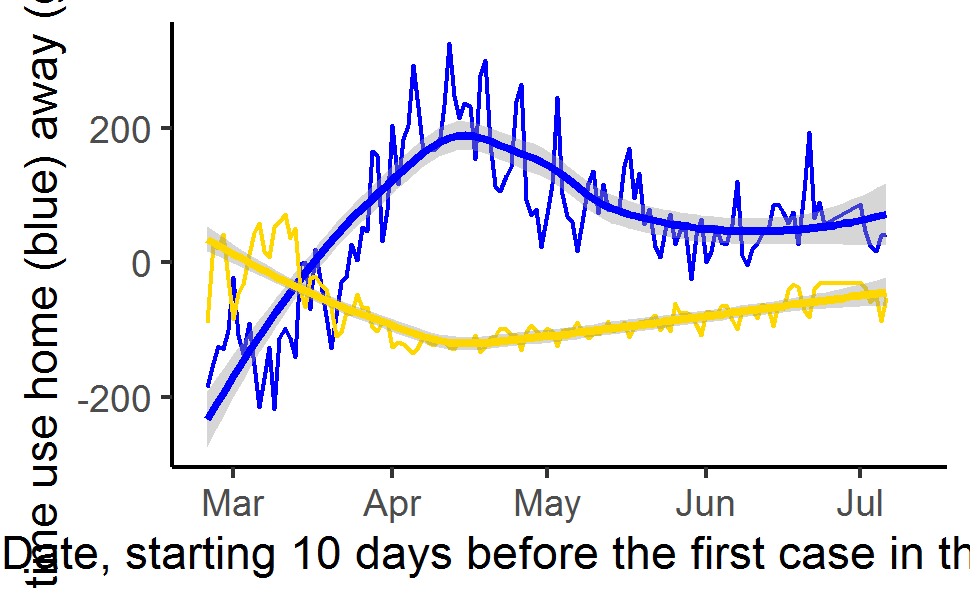 time use home (blue) away (
200
0
-200
Mar Apr May Jun Jul
Date, starting 10 days before the first case in th